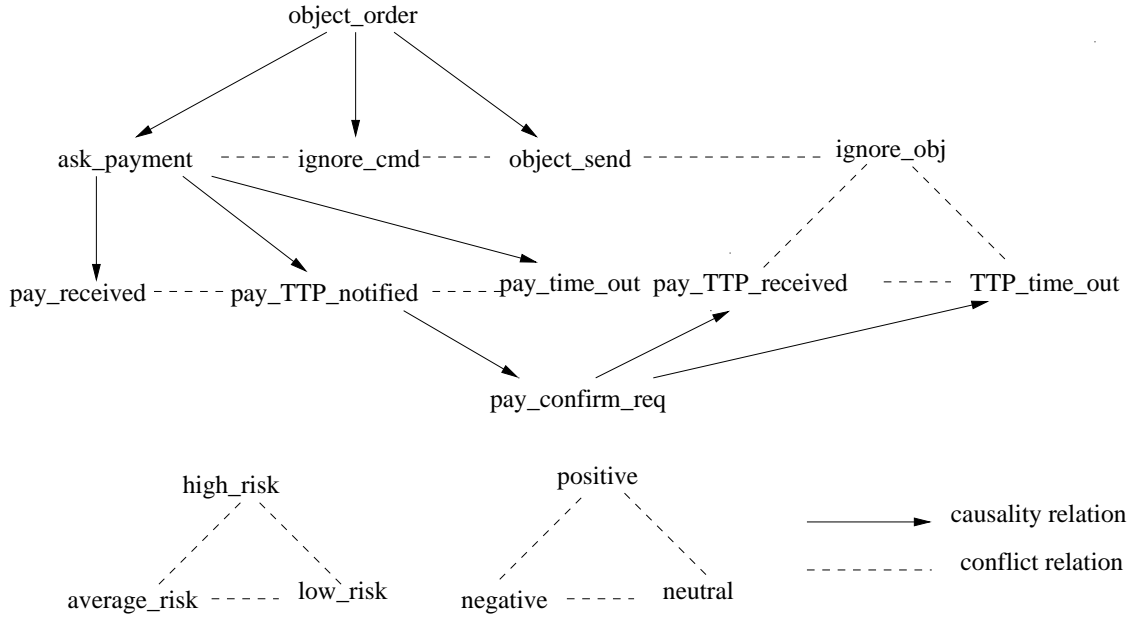 object_order
ask_payment ignore_cmd object_send ignore_obj
pay_received pay_TTP_notified pay_time_out pay_TTP_received TTP_time_out
pay_confirm_req
high_risk positive
causality relation
conflict relation
average_risk low_risk negative neutral